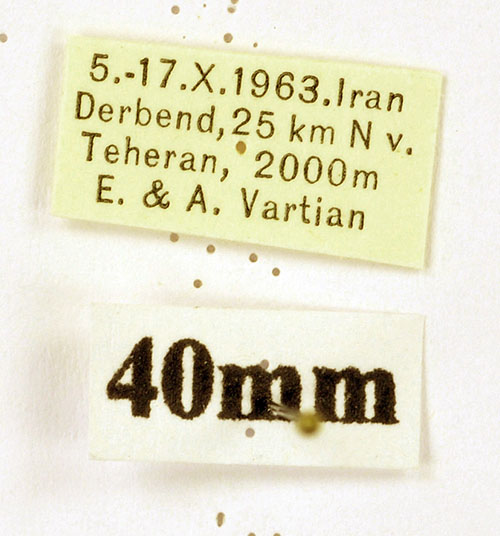 5.-17.X.1963.Iran
Derbend, 25 km N v.
Teheran, 2000m
E. & A. Vartian
40mm